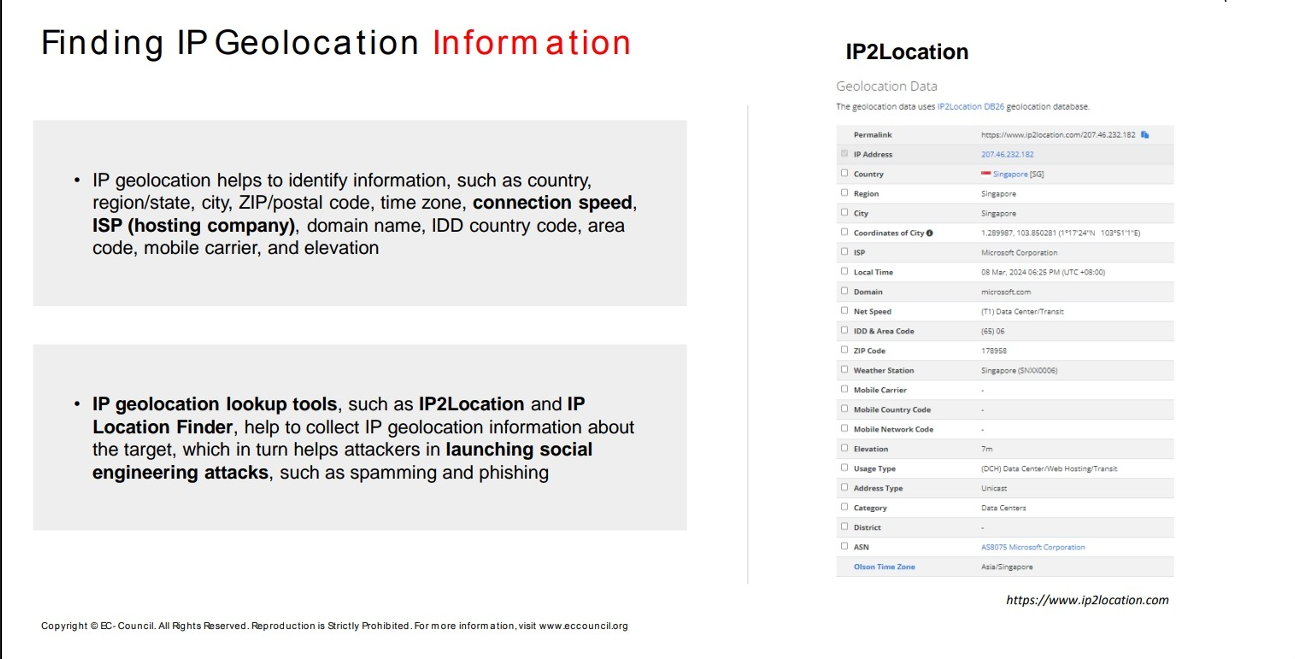 Finding IP Geolocation Information
• IP geolocation helps to identify information, such as country,
region/state, city, ZIP/postal code, time zone, connection speed,
ISP (hosting company), domain name, IDD country code, area
code, mobile carrier, and elevation
• IP geolocation lookup tools, such as IP2Location and IP
Location Finder, help to collect IP geolocation information about
the target, which in turn helps attackers in launching social
engineering attacks, such as spamming and phishing
IP2Location
Geolocation Data
The geolocation data uses IP2Location DB26 geolocation database.
Permalink https://www.ip2location.com/207.46.232.182
IP Address 207.46.232.182
Country Singapore [SG]
Region Singapore
City Singapore
Coordinates of City 1.289987, 103.850281 (1°17'24"N 103°51'1"E)
ISP Microsoft Corporation
Local Time 08 Mar, 2024 06:25 PM (UTC +08:00)
Domain microsoft.com
Net Speed (T1) Data Center/Transit
IDD & Area Code (65) 06
ZIP Code 178958
Weather Station Singapore (SNXX0006)
Mobile Carrier -
Mobile Country Code -
Mobile Network Code -
Elevation 7m
Usage Type (DCH) Data Center/Web Hosting/Transit
Address Type Unicast
Category Data Centers
District -
ASN AS8075 Microsoft Corporation
Olson Time Zone Asia/Singapore
https://www.ip2location.com
Copyright © EC-Council. All Rights Reserved. Reproduction is Strictly Prohibited. For more information, visit www.eccouncil.org